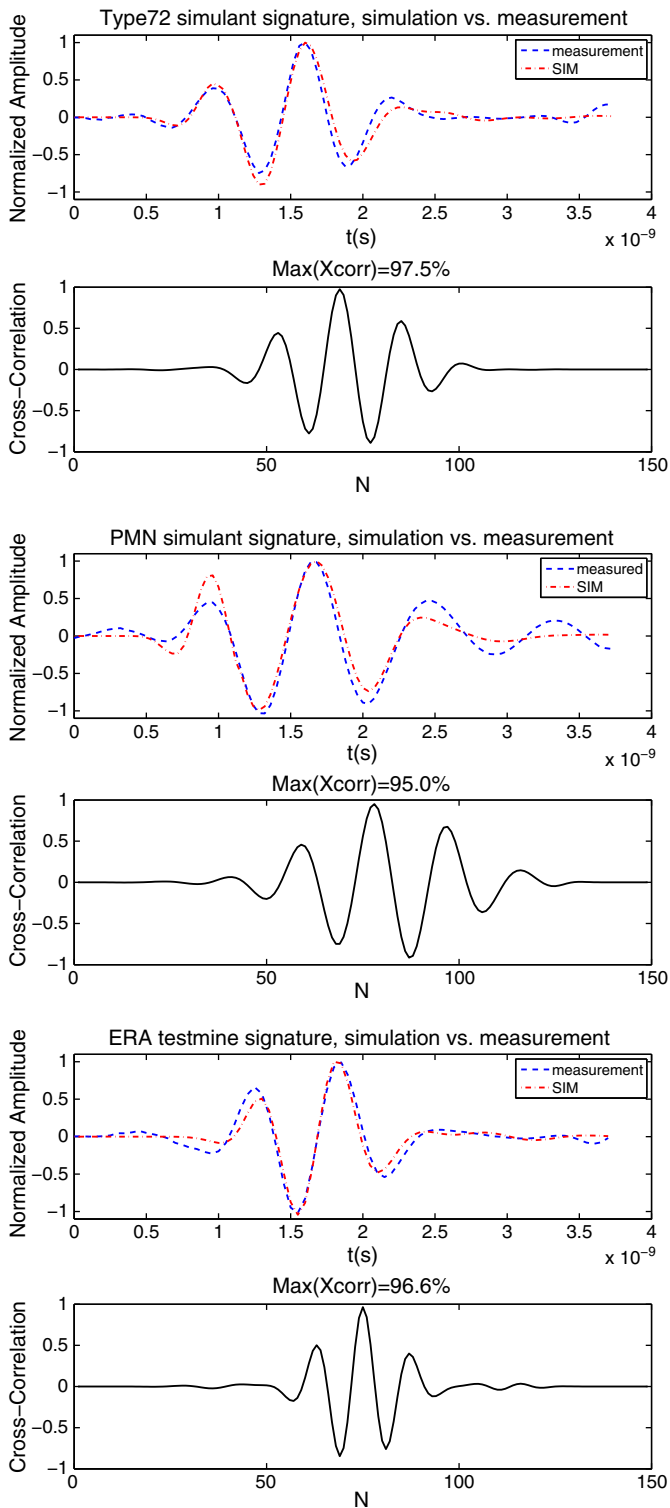 Type72 simulant signature, simulation vs. measurement
Normalized Amplitude
1
0.5
0
−0.5
−1
measurement
SIM
0 0.5 1 1.5 2 2.5 3 3.5 4
t(s)
x 10⁻⁹
Max(Xcorr)=97.5%
Cross−Correlation
1
0.5
0
−0.5
−1
0 50 100 150
N
PMN simulant signature, simulation vs. measurement
Normalized Amplitude
1
0.5
0
−0.5
−1
measured
SIM
0 0.5 1 1.5 2 2.5 3 3.5 4
t(s)
x 10⁻⁹
Max(Xcorr)=95.0%
Cross−Correlation
1
0.5
0
−0.5
−1
0 50 100 150
N
ERA testmine signature, simulation vs. measurement
Normalized Amplitude
1
0.5
0
−0.5
−1
measurement
SIM
0 0.5 1 1.5 2 2.5 3 3.5 4
t(s)
x 10⁻⁹
Max(Xcorr)=96.6%
Cross−Correlation
1
0.5
0
−0.5
−1
0 50 100 150
N